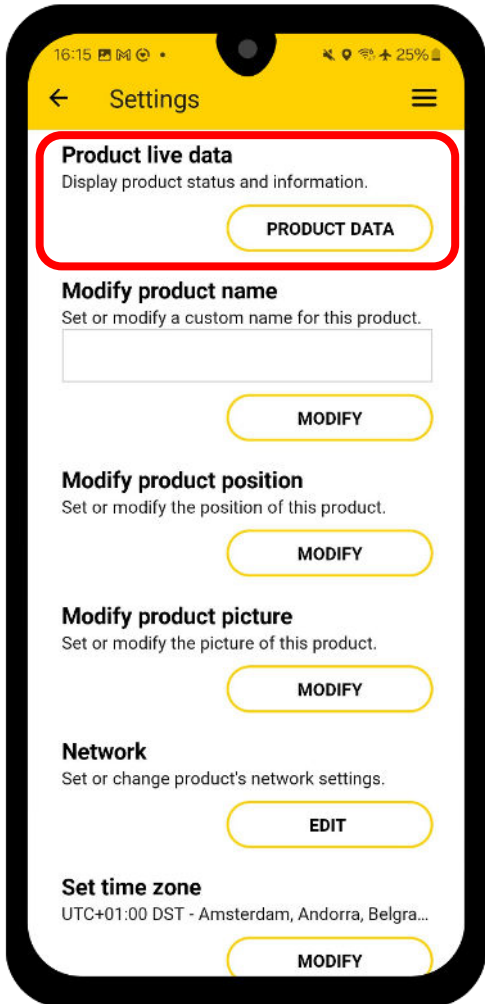 16:15 25%
Settings
Product live data
Display product status and information.
PRODUCT DATA
Modify product name
Set or modify a custom name for this product.
MODIFY
Modify product position
Set or modify the position of this product.
MODIFY
Modify product picture
Set or modify the picture of this product.
MODIFY
Network
Set or change product's network settings.
EDIT
Set time zone
UTC+01:00 DST - Amsterdam, Andorra, Belgra...
MODIFY